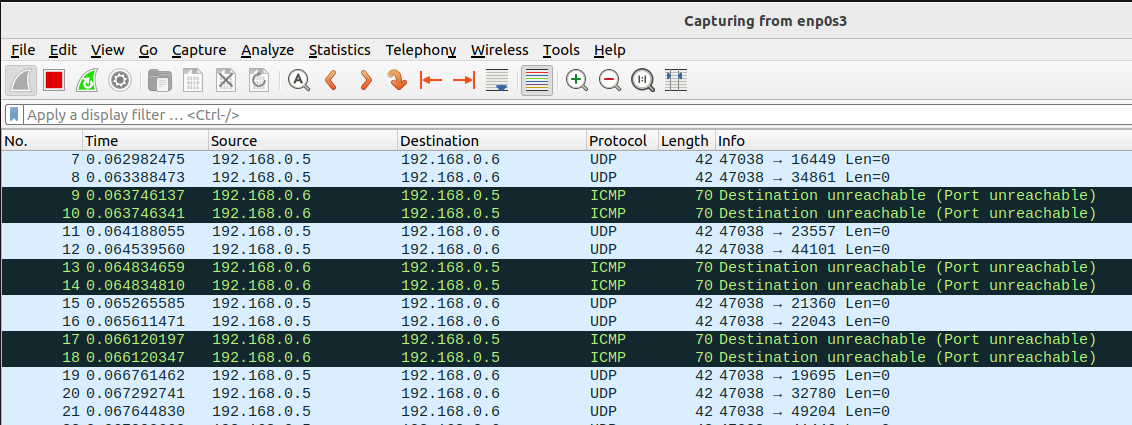 Capturing from enp0s3
File Edit View Go Capture Analyze Statistics Telephony Wireless Tools Help
Apply a display filter … <Ctrl-/>
No. Time Source Destination Protocol Length Info
7 0.062982475 192.168.0.5 192.168.0.6 UDP 42 47038 → 16449 Len=0
8 0.063388473 192.168.0.5 192.168.0.6 UDP 42 47038 → 34861 Len=0
9 0.063746137 192.168.0.6 192.168.0.5 ICMP 70 Destination unreachable (Port unreachable)
10 0.063746341 192.168.0.6 192.168.0.5 ICMP 70 Destination unreachable (Port unreachable)
11 0.064188055 192.168.0.5 192.168.0.6 UDP 42 47038 → 23557 Len=0
12 0.064539560 192.168.0.5 192.168.0.6 UDP 42 47038 → 44101 Len=0
13 0.064834659 192.168.0.6 192.168.0.5 ICMP 70 Destination unreachable (Port unreachable)
14 0.064834810 192.168.0.6 192.168.0.5 ICMP 70 Destination unreachable (Port unreachable)
15 0.065265585 192.168.0.5 192.168.0.6 UDP 42 47038 → 21360 Len=0
16 0.065611471 192.168.0.5 192.168.0.6 UDP 42 47038 → 22043 Len=0
17 0.066120197 192.168.0.6 192.168.0.5 ICMP 70 Destination unreachable (Port unreachable)
18 0.066120347 192.168.0.6 192.168.0.5 ICMP 70 Destination unreachable (Port unreachable)
19 0.066761462 192.168.0.5 192.168.0.6 UDP 42 47038 → 19695 Len=0
20 0.067292741 192.168.0.5 192.168.0.6 UDP 42 47038 → 32780 Len=0
21 0.067644830 192.168.0.5 192.168.0.6 UDP 42 47038 → 49204 Len=0